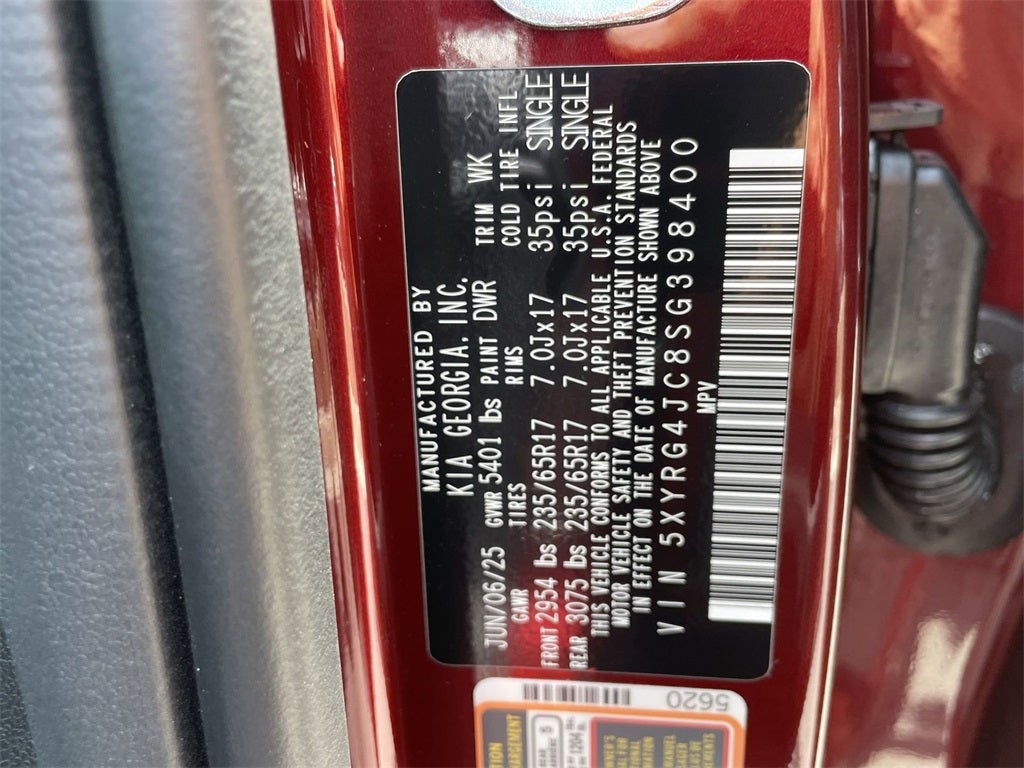 MANUFACTURED BY
KIA GEORGIA. INC.
JUN/06/25 GVWR 5401 lbs PAINT DWR TRIM WK
GAWR TIRES RIMS COLD TIRE INFL
FRONT 2954 lbs 235/65R17 7.0Jx17 35psi SINGLE
REAR 3075 lbs 235/65R17 7.0Jx17 35psi SINGLE
THIS VEHICLE CONFORMS TO ALL APPLICABLE U.S.A. FEDERAL
MOTOR VEHICLE SAFETY AND THEFT PREVENTION STANDARDS
IN EFFECT ON THE DATE OF MANUFACTURE SHOWN ABOVE
VIN 5XYRG4JC8SG398400
MPV
5620